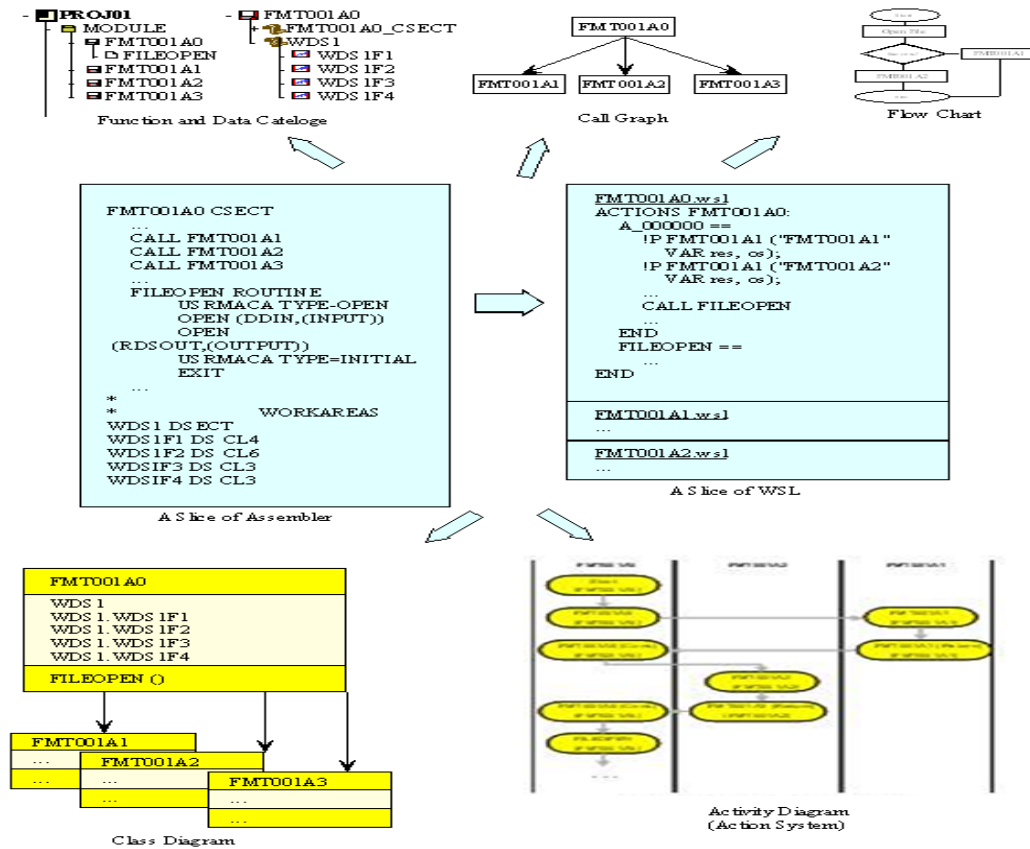 PROJ01
MODULE
FMT001A0
FILEOPEN
FMT001A1
FMT001A2
FMT001A3
FMT001A0
FMT001A0_CSECT
WDS1
WDS1F1
WDS1F2
WDS1F3
WDS1F4
Function and Data Cateloge
FMT001A0
FMT001A1
FMT001A2
FMT001A3
Call Graph
Open File
FMT001A1
FMT001A2
Flow Chart
FMT001A0 CSECT
...
CALL FMT001A1
CALL FMT001A2
CALL FMT001A3
...
FILEOPEN ROUTINE
USRMACA TYPE-OPEN
OPEN (DDIN,(INPUT))
OPEN
(RDSOUT,(OUTPUT))
USRMACA TYPE=INITIAL
EXIT
...
*
* WORKAREAS
WDS1 DSECT
WDS1F1 DS CL4
WDS1F2 DS CL6
WDSIF3 DS CL3
WDSIF4 DS CL3
A Slice of Assembler
FMT001A0.wsl
ACTIONS FMT001A0:
A_000000 ==
!P FMT001A1 ("FMT001A1"
VAR res, os);
!P FMT001A1 ("FMT001A2"
VAR res, os);
...
CALL FILEOPEN
...
END
FILEOPEN ==
...
END
FMT001A1.wsl
...
FMT001A2.wsl
...
A Slice of WSL
FMT001A0
WDS1
WDS1.WDS1F1
WDS1.WDS1F2
WDS1.WDS1F3
WDS1.WDS1F4
FILEOPEN ()
FMT001A1
...
...
FMT001A2
...
...
FMT001A3
...
...
Class Diagram
Activity Diagram
(Action System)